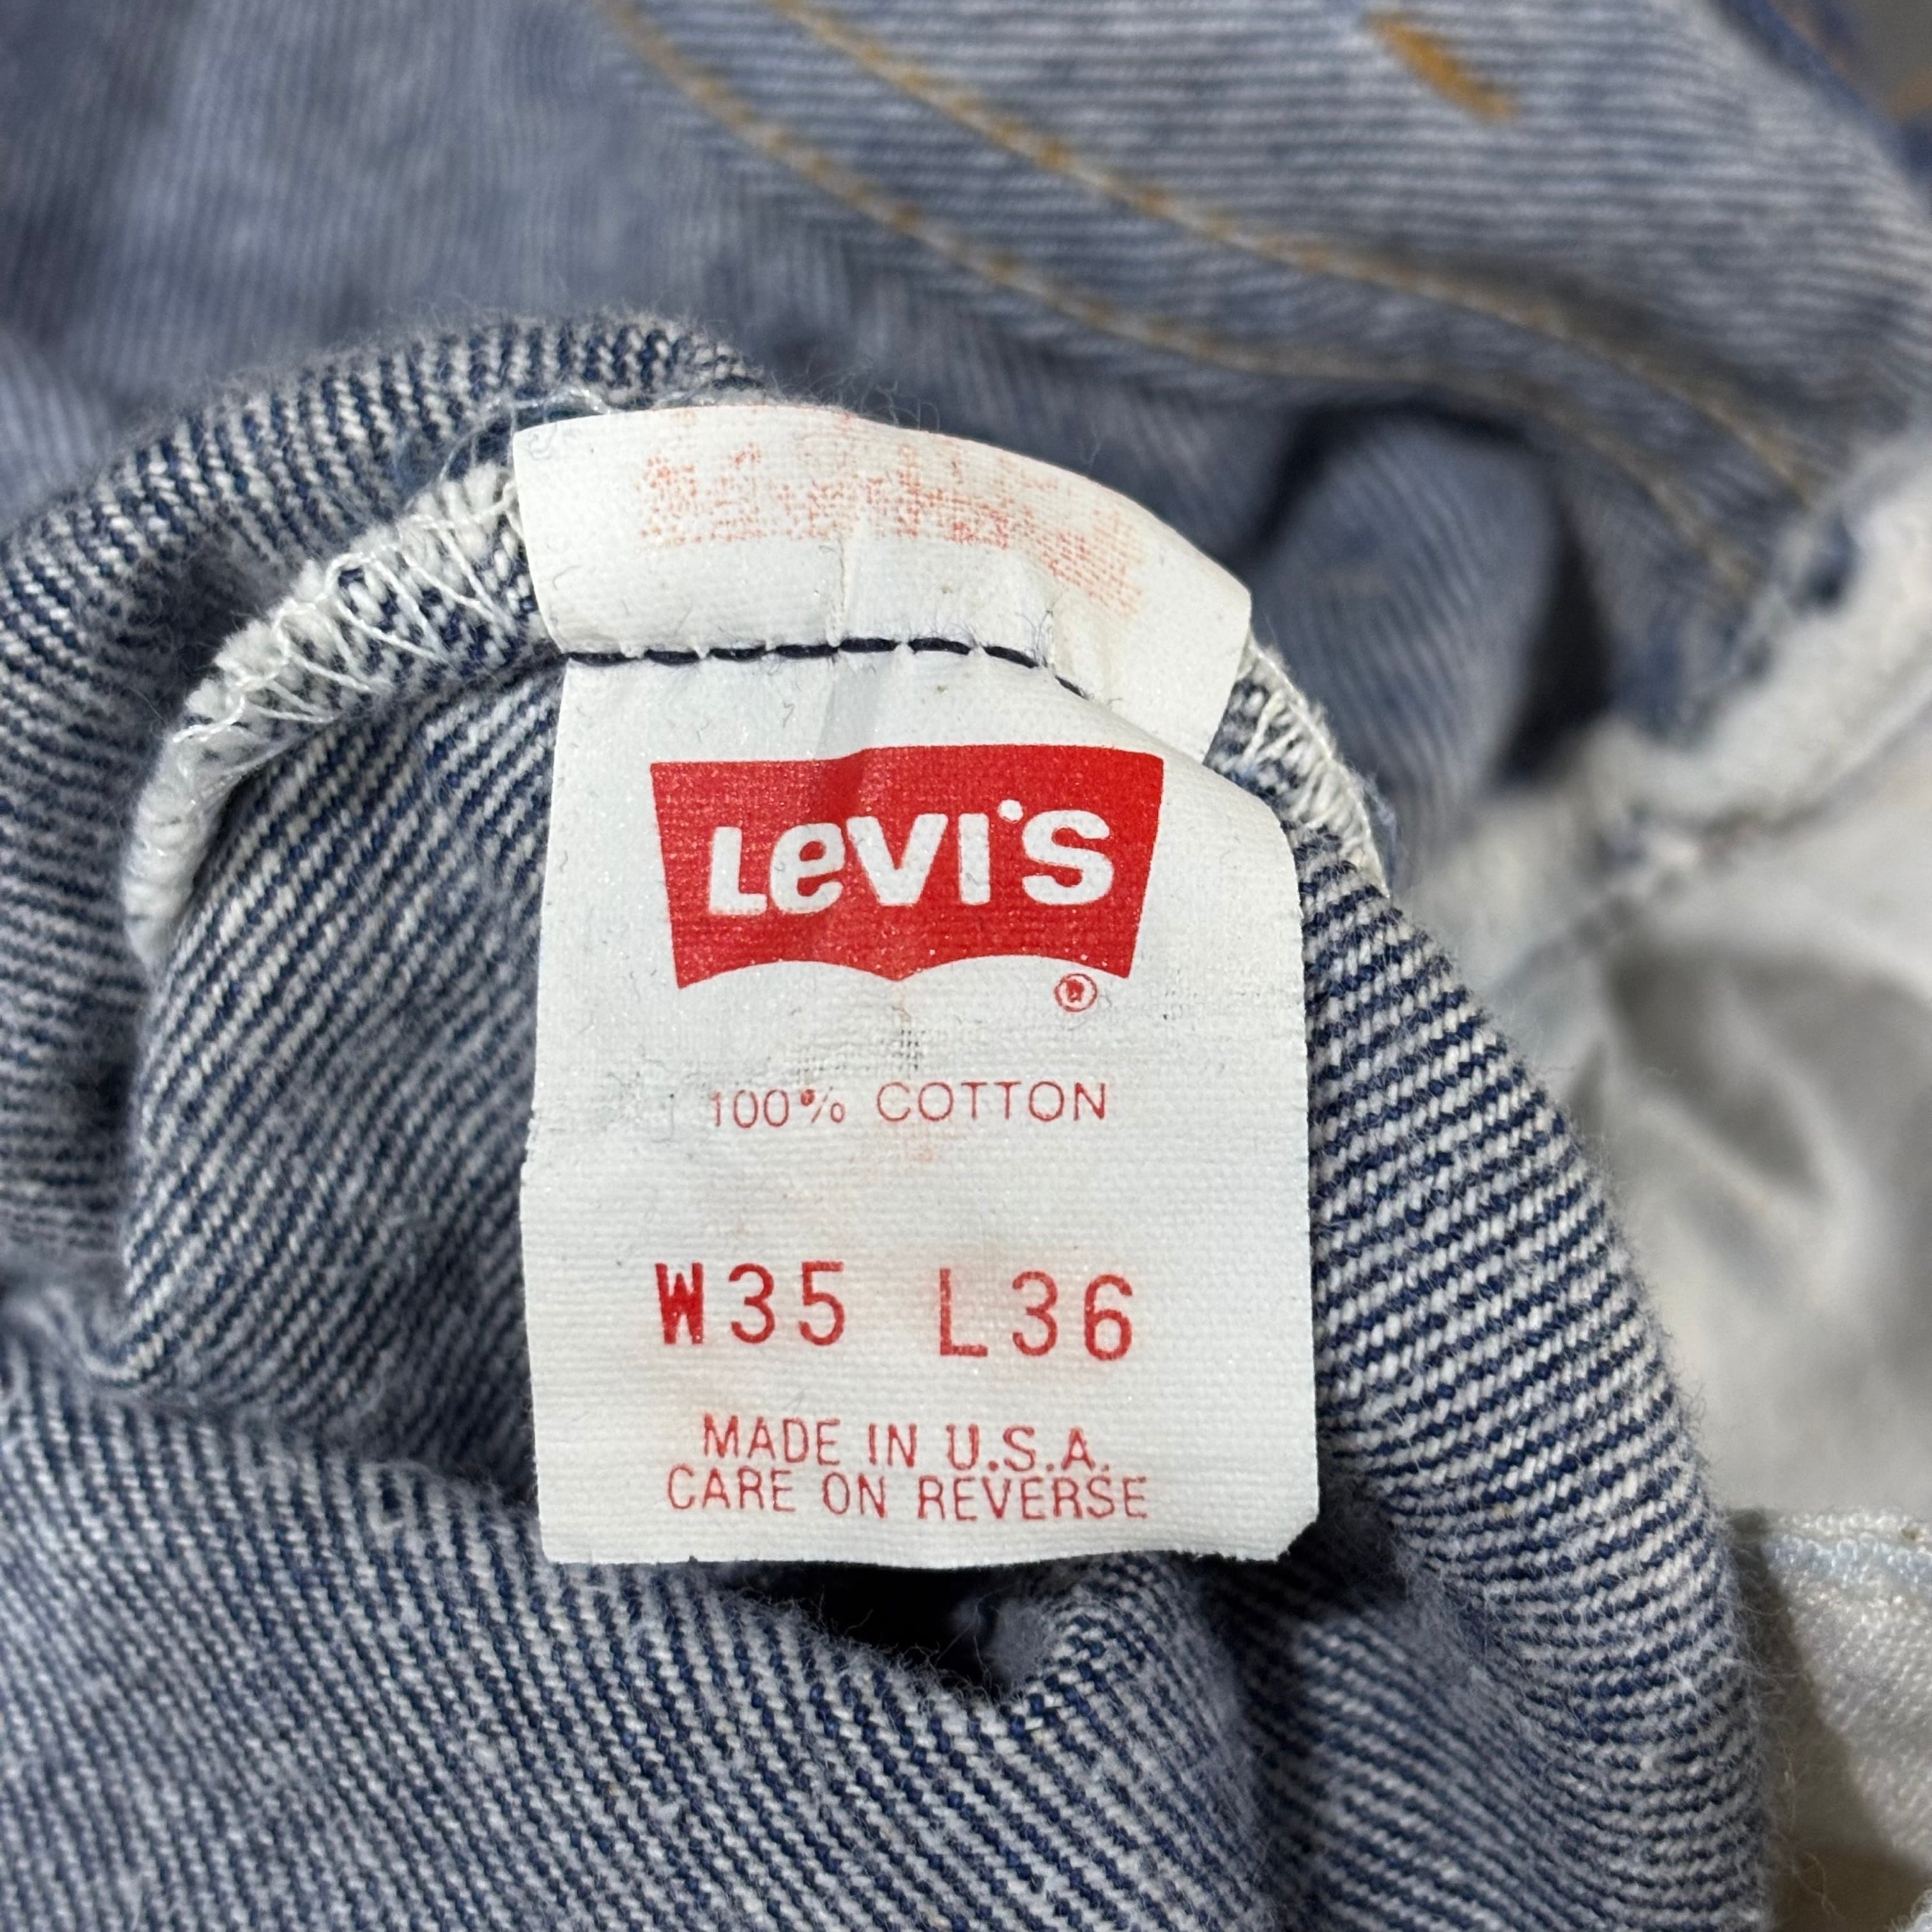 LEVI'S
®
100% COTTON
W35 L36
MADE IN U.S.A.
CARE ON REVERSE